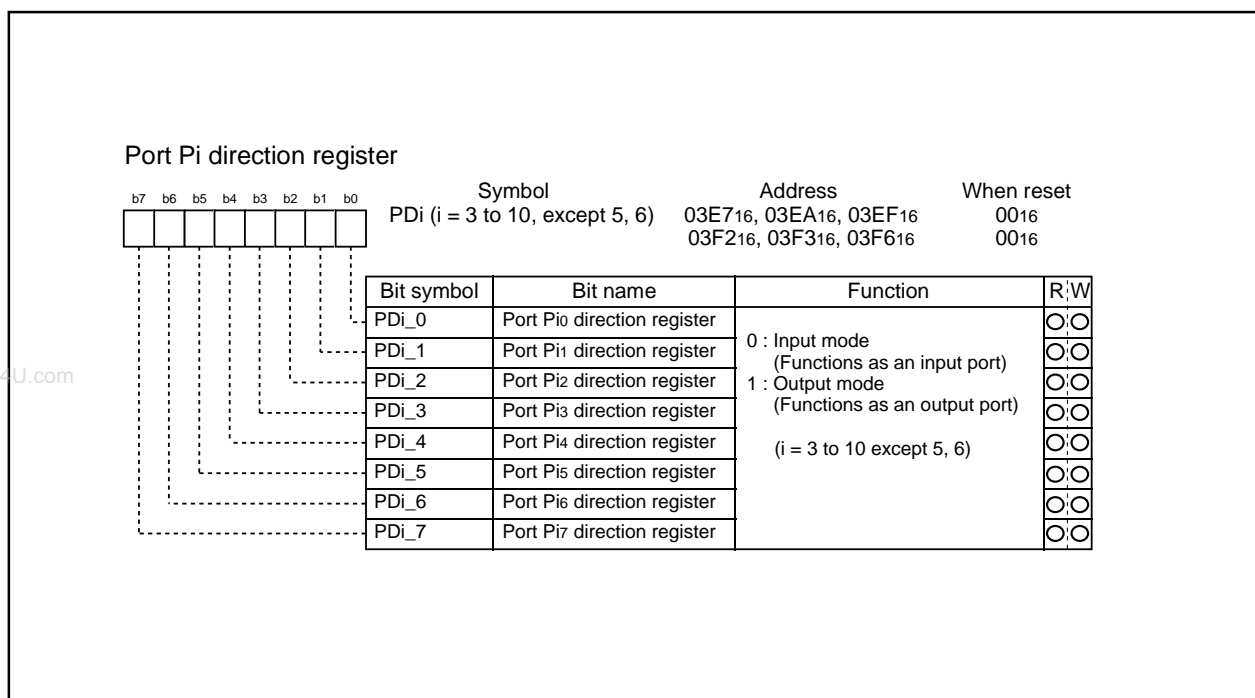 Port Pi direction register
b7 b6 b5 b4 b3 b2 b1 b0
Symbol Address When reset
PDi (i = 3 to 10, except 5, 6) 03E716, 03EA16, 03EF16 0016
03F216, 03F316, 03F616 0016
Bit symbol Bit name Function R W
PDi_0 Port Pi0 direction register
PDi_1 Port Pi1 direction register
PDi_2 Port Pi2 direction register
PDi_3 Port Pi3 direction register
PDi_4 Port Pi4 direction register
PDi_5 Port Pi5 direction register
PDi_6 Port Pi6 direction register
PDi_7 Port Pi7 direction register
0 : Input mode
(Functions as an input port)
1 : Output mode
(Functions as an output port)
(i = 3 to 10 except 5, 6)
4U.com